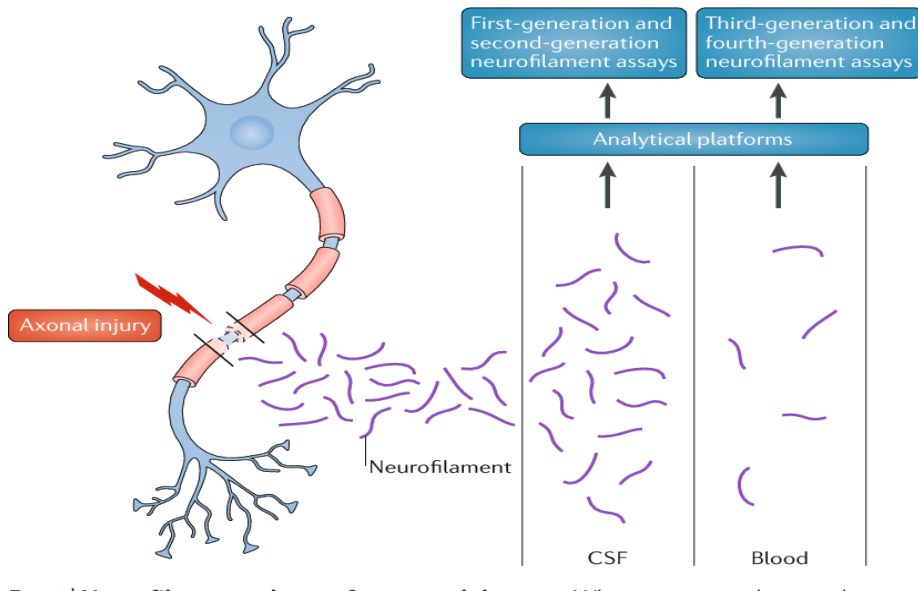 First-generation and
second-generation
neurofilament assays
Third-generation and
fourth-generation
neurofilament assays
Analytical platforms
Axonal injury
Neurofilament
CSF
Blood